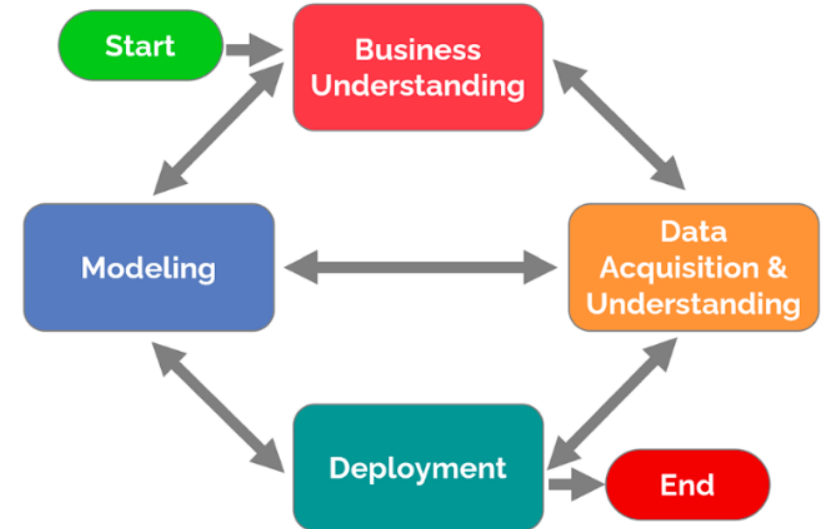 Start
Business
Understanding
Modeling
Data
Acquisition &
Understanding
Deployment
End